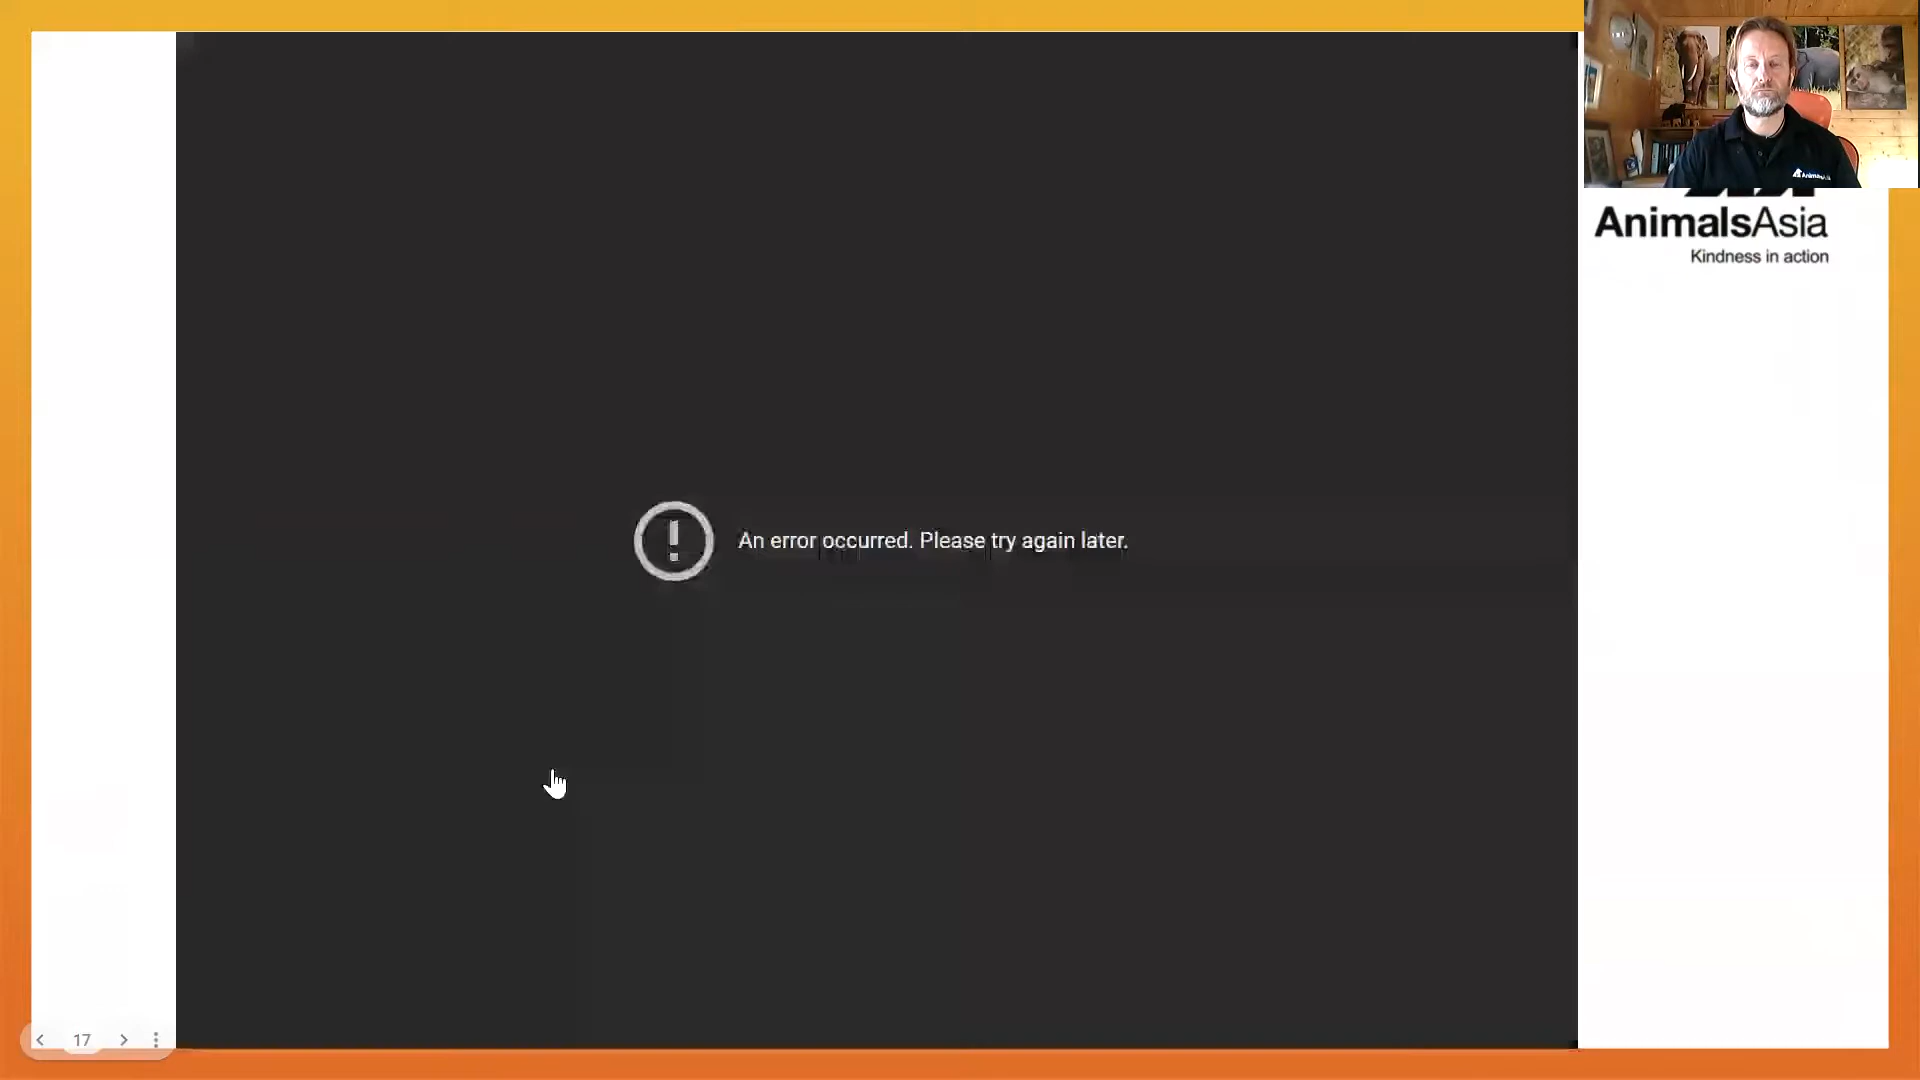 AnimalsAsia
Kindness in action
An error occurred. Please try again later.
17